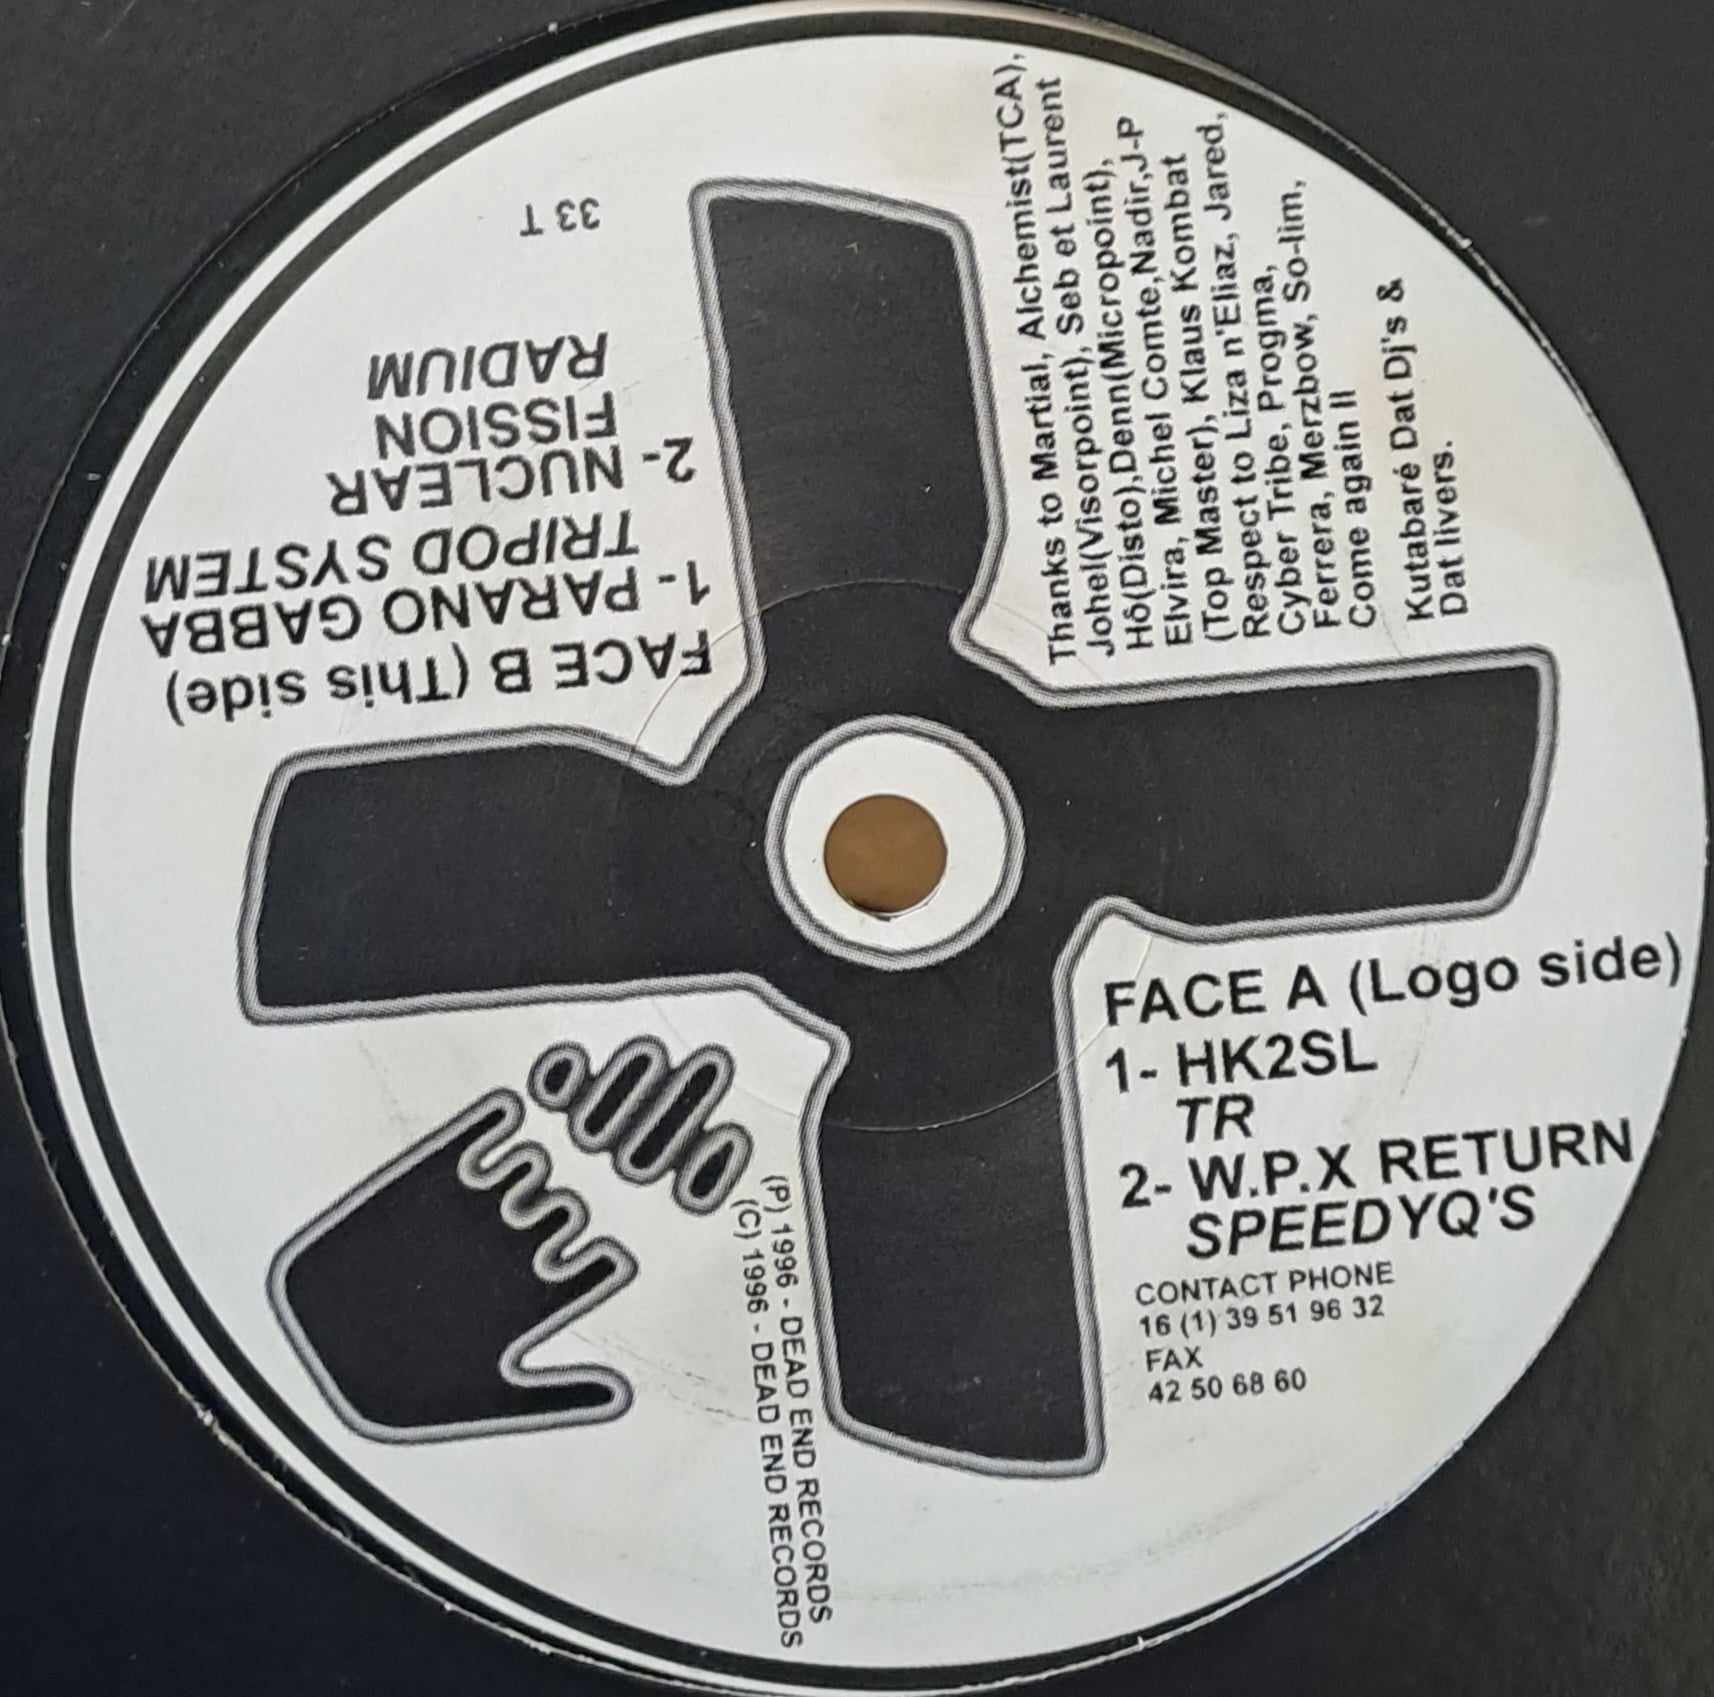 FACE A (Logo side)
1- HK2SL
TR
2- W.P.X RETURN
SPEEDYQ'S
CONTACT PHONE
16 (1) 39 51 96 32
FAX
42 50 68 60
FACE B (This side)
1- PARANO GABBA
TRIPOD SYSTEM
2- NUCLEAR
FISSION
RADIUM
33 T
Thanks to Martial, Alchemist(TCA),
Johel(Visorpoint), Seb et Laurent
Hô(Disto),Denn(Micropoint),
Elvira, Michel Comte,Nadir,J-P
(Top Master), Klaus Kombat
Respect to Liza n'Eliaz, Jared,
Cyber Tribe, Progma,
Ferrera, Merzbow, So-lim,
Come again II
Kutabaré Dat Dj's &
Dat livers.
(P) 1996 - DEAD END RECORDS
(C) 1996 - DEAD END RECORDS